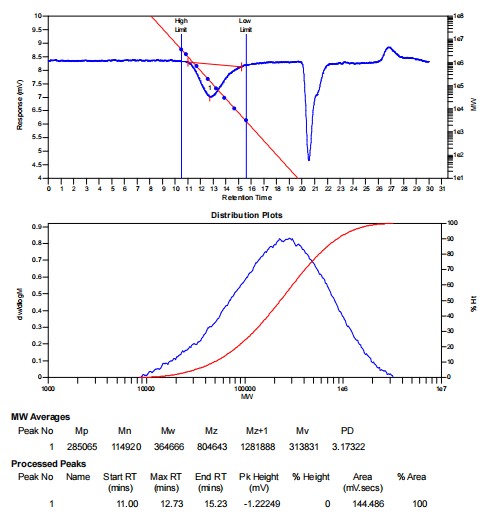 High Limit
Low Limit
10
9.5
9
8.5
8
7.5
7
6.5
6
5.5
5
4.5
4
Response (mV)
1e8
1e7
1e6
1e5
1e4
1e3
1e2
1e1
MW
1
0 1 2 3 4 5 6 7 8 9 10 11 12 13 14 15 16 17 18 19 20 21 22 23 24 25 26 27 28 29 30 31
Retention Time
Distribution Plots
0.9
0.8
0.7
0.6
0.5
0.4
0.3
0.2
0.1
0
dw/dlogM
100
90
80
70
60
50
40
30
20
10
0
% Ht
1000 10000 100000 1e6 1e7
MW
MW Averages
Peak No Mp Mn Mw Mz Mz+1 Mv PD
1 285065 114920 364666 804643 1281888 313831 3.17322
Processed Peaks
Peak No Name Start RT (mins) Max RT (mins) End RT (mins) Pk Height (mV) % Height Area (mV.secs) % Area
1 11.00 12.73 15.23 -1.22249 0 144.486 100